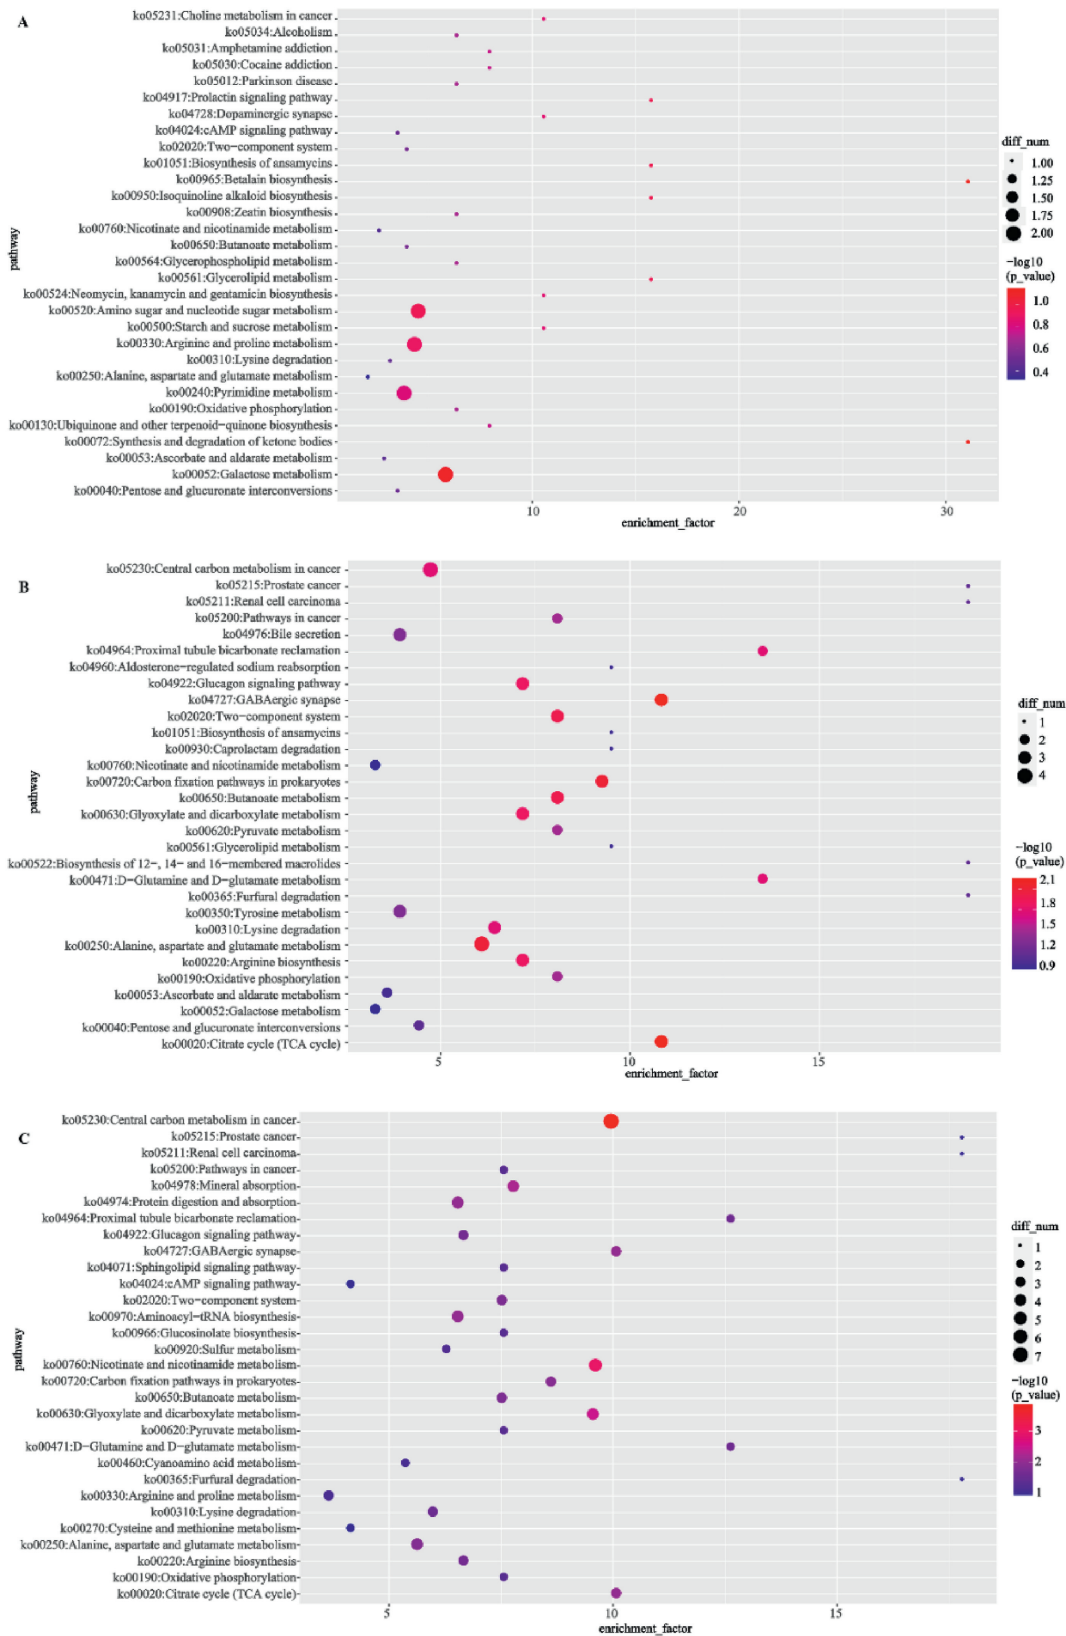 A
ko05231:Choline metabolism in cancer
ko05034:Alcoholism
ko05031:Amphetamine addiction
ko05030:Cocaine addiction
ko05012:Parkinson disease
ko04917:Prolactin signaling pathway
ko04728:Dopaminergic synapse
ko04024:cAMP signaling pathway
ko02020:Two-component system
ko01051:Biosynthesis of ansamycins
ko00965:Betalain biosynthesis
ko00950:Isoquinoline alkaloid biosynthesis
ko00908:Zeatin biosynthesis
ko00760:Nicotinate and nicotinamide metabolism
ko00650:Butanoate metabolism
ko00564:Glycerophospholipid metabolism
ko00561:Glycerolipid metabolism
ko00524:Neomycin, kanamycin and gentamicin biosynthesis
ko00520:Amino sugar and nucleotide sugar metabolism
ko00500:Starch and sucrose metabolism
ko00330:Arginine and proline metabolism
ko00310:Lysine degradation
ko00250:Alanine, aspartate and glutamate metabolism
ko00240:Pyrimidine metabolism
ko00190:Oxidative phosphorylation
ko00130:Ubiquinone and other terpenoid-quinone biosynthesis
ko00072:Synthesis and degradation of ketone bodies
ko00053:Ascorbate and aldarate metabolism
ko00052:Galactose metabolism
ko00040:Pentose and glucuronate interconversions
pathway
10 20 30
enrichment_factor
diff_num
1.00
1.25
1.50
1.75
2.00
-log10
(p_value)
1.0
0.8
0.6
0.4
B
ko05230:Central carbon metabolism in cancer
ko05215:Prostate cancer
ko05211:Renal cell carcinoma
ko05200:Pathways in cancer
ko04976:Bile secretion
ko04964:Proximal tubule bicarbonate reclamation
ko04960:Aldosterone-regulated sodium reabsorption
ko04922:Glucagon signaling pathway
ko04727:GABAergic synapse
ko02020:Two-component system
ko01051:Biosynthesis of ansamycins
ko00930:Caprolactam degradation
ko00760:Nicotinate and nicotinamide metabolism
ko00720:Carbon fixation pathways in prokaryotes
ko00650:Butanoate metabolism
ko00630:Glyoxylate and dicarboxylate metabolism
ko00620:Pyruvate metabolism
ko00561:Glycerolipid metabolism
ko00522:Biosynthesis of 12-, 14- and 16-membered macrolides
ko00471:D-Glutamine and D-glutamate metabolism
ko00365:Furfural degradation
ko00350:Tyrosine metabolism
ko00310:Lysine degradation
ko00250:Alanine, aspartate and glutamate metabolism
ko00220:Arginine biosynthesis
ko00190:Oxidative phosphorylation
ko00053:Ascorbate and aldarate metabolism
ko00052:Galactose metabolism
ko00040:Pentose and glucuronate interconversions
ko00020:Citrate cycle (TCA cycle)
pathway
5 10 15
enrichment_factor
diff_num
1
2
3
4
-log10
(p_value)
2.1
1.8
1.5
1.2
0.9
C
ko05230:Central carbon metabolism in cancer
ko05215:Prostate cancer
ko05211:Renal cell carcinoma
ko05200:Pathways in cancer
ko04978:Mineral absorption
ko04974:Protein digestion and absorption
ko04964:Proximal tubule bicarbonate reclamation
ko04922:Glucagon signaling pathway
ko04727:GABAergic synapse
ko04071:Sphingolipid signaling pathway
ko04024:cAMP signaling pathway
ko02020:Two-component system
ko00970:Aminoacyl-tRNA biosynthesis
ko00966:Glucosinolate biosynthesis
ko00920:Sulfur metabolism
ko00760:Nicotinate and nicotinamide metabolism
ko00720:Carbon fixation pathways in prokaryotes
ko00650:Butanoate metabolism
ko00630:Glyoxylate and dicarboxylate metabolism
ko00620:Pyruvate metabolism
ko00471:D-Glutamine and D-glutamate metabolism
ko00460:Cyanoamino acid metabolism
ko00365:Furfural degradation
ko00330:Arginine and proline metabolism
ko00310:Lysine degradation
ko00270:Cysteine and methionine metabolism
ko00250:Alanine, aspartate and glutamate metabolism
ko00220:Arginine biosynthesis
ko00190:Oxidative phosphorylation
ko00020:Citrate cycle (TCA cycle)
pathway
5 10 15
enrichment_factor
diff_num
1
2
3
4
5
6
7
-log10
(p_value)
3
2
1